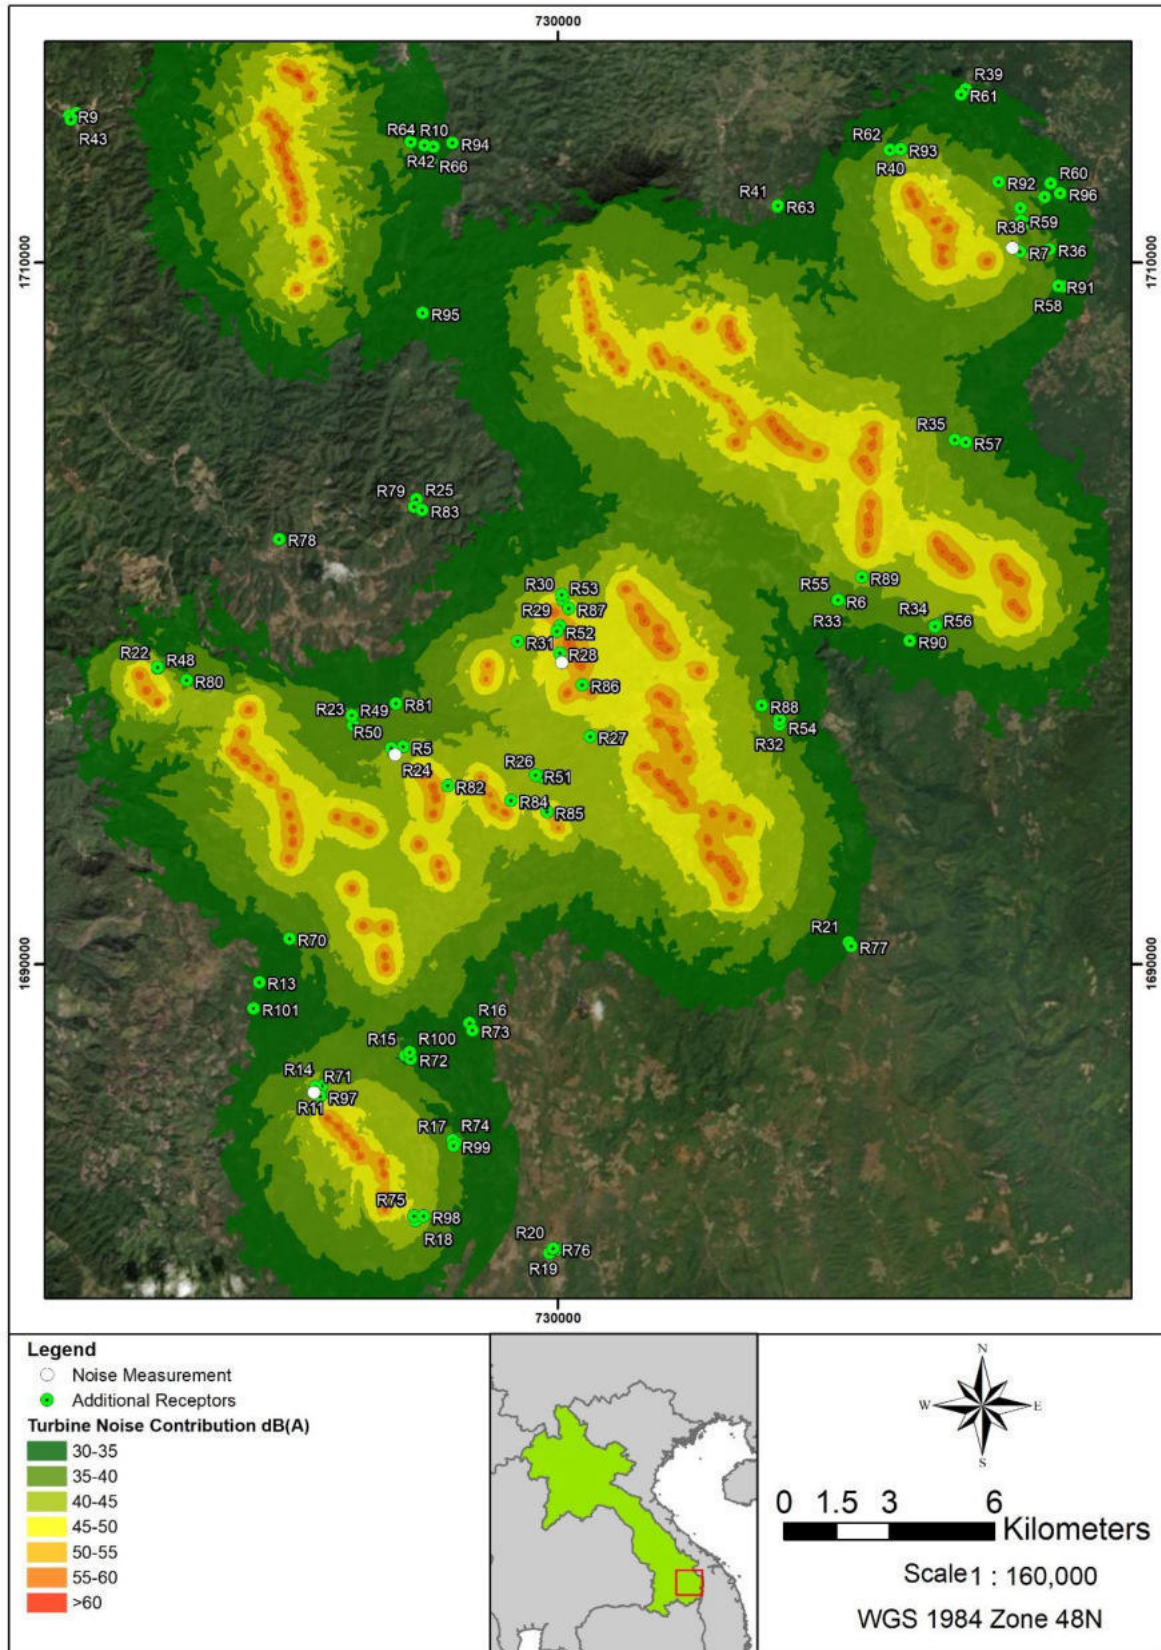 730000
R39
R61
R9
R43
R64
R10
R94
R42
R66
R62
R93
R40
R41
R63
R92
R60
R96
R38
R59
R7
R36
1710000
1710000
R91
R58
R95
R35
R57
R79
R25
R83
R78
R30
R53
R55
R89
R29
R87
R6
R34
R33
R52
R56
R31
R90
R28
R22
R48
R80
R86
R23
R49
R81
R88
R50
R54
R32
R5
R27
R24
R26
R51
R82
R84
R85
R70
R21
R77
1690000
1690000
R13
R101
R16
R73
R15
R100
R72
R14
R71
R11
R97
R17
R74
R99
R75
R98
R18
R20
R76
R19
730000
Legend
Noise Measurement
Additional Receptors
Turbine Noise Contribution dB(A)
30-35
35-40
40-45
45-50
50-55
55-60
>60
N
W
E
S
0 1.5 3 6
Kilometers
Scale 1 : 160,000
WGS 1984 Zone 48N